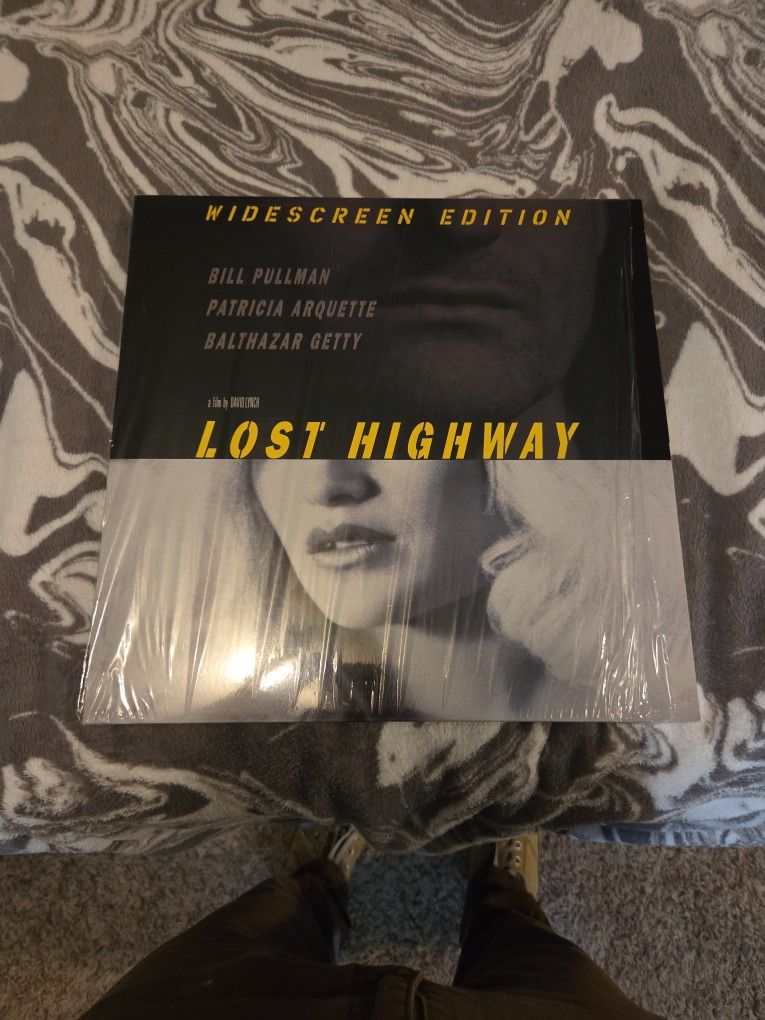 WIDESCREEN EDITION
BILL PULLMAN
PATRICIA ARQUETTE
BALTHAZAR GETTY
a film by DAVID LYNCH
LOST HIGHWAY